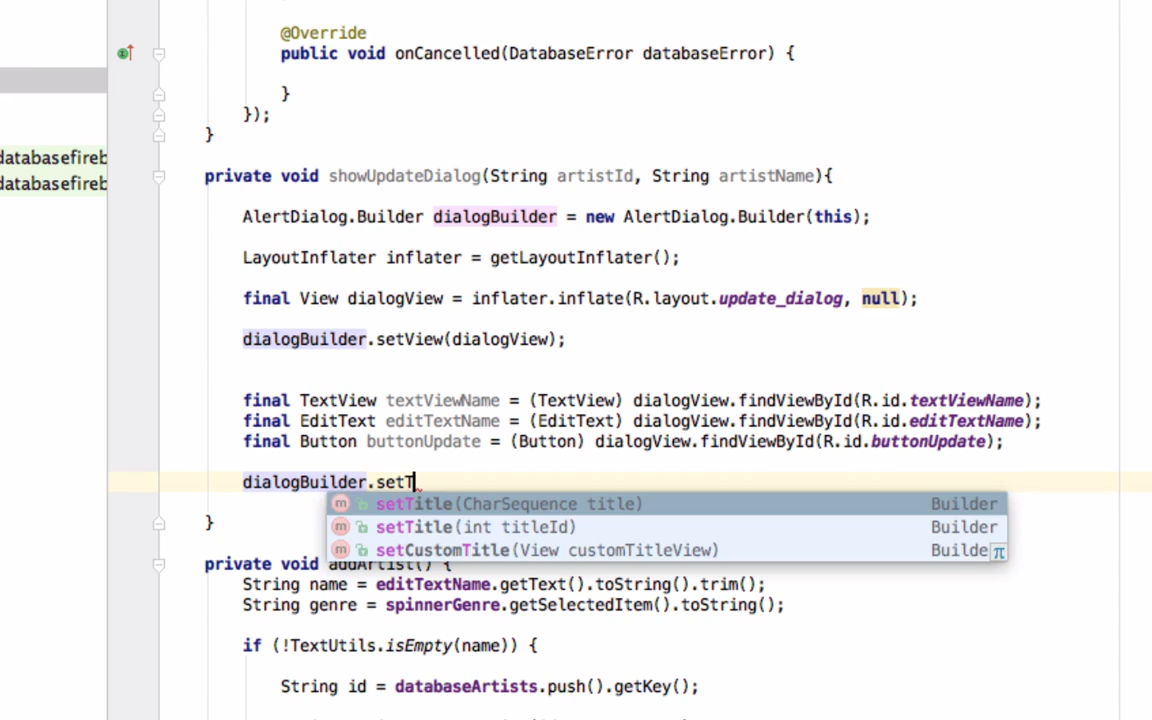 @Override
public void onCancelled(DatabaseError databaseError) {
}
});
}
databasefireb
databasefireb
private void showUpdateDialog(String artistId, String artistName){
AlertDialog.Builder dialogBuilder = new AlertDialog.Builder(this);
LayoutInflater inflater = getLayoutInflater();
final View dialogView = inflater.inflate(R.layout.update_dialog, null);
dialogBuilder.setView(dialogView);
final TextView textViewName = (TextView) dialogView.findViewById(R.id.textViewName);
final EditText editTextName = (EditText) dialogView.findViewById(R.id.editTextName);
final Button buttonUpdate = (Button) dialogView.findViewById(R.id.buttonUpdate);
dialogBuilder.setT
m setTitle(CharSequence title) Builder
m setTitle(int titleId) Builder
m setCustomTitle(View customTitleView) Builde π
}
private void addArtist() {
String name = editTextName.getText().toString().trim();
String genre = spinnerGenre.getSelectedItem().toString();
if (!TextUtils.isEmpty(name)) {
String id = databaseArtists.push().getKey();